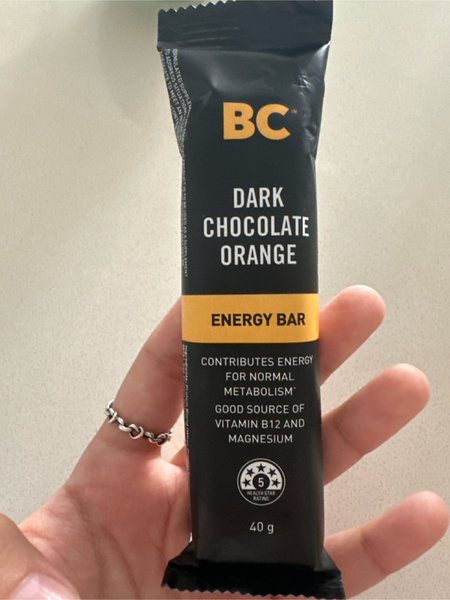 BC™
DARK
CHOCOLATE
ORANGE
ENERGY BAR
CONTRIBUTES ENERGY
FOR NORMAL
METABOLISM*
GOOD SOURCE OF
VITAMIN B12 AND
MAGNESIUM
5
HEALTH STAR
RATING
40 g